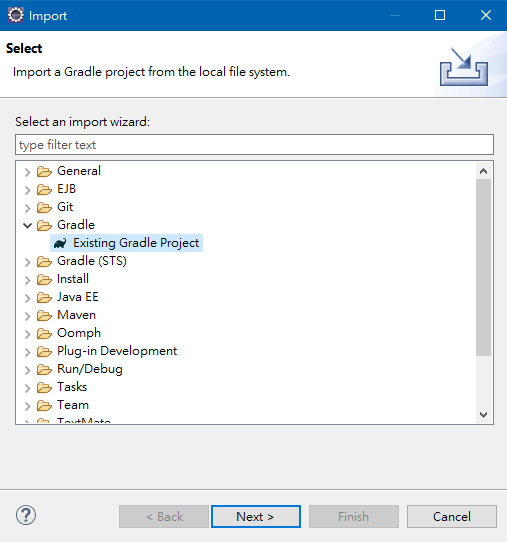 Import
Select
Import a Gradle project from the local file system.
Select an import wizard:
type filter text
General
EJB
Git
Gradle
Existing Gradle Project
Gradle (STS)
Install
Java EE
Maven
Oomph
Plug-in Development
Run/Debug
Tasks
Team
TextMate
?
< Back
Next >
Finish
Cancel